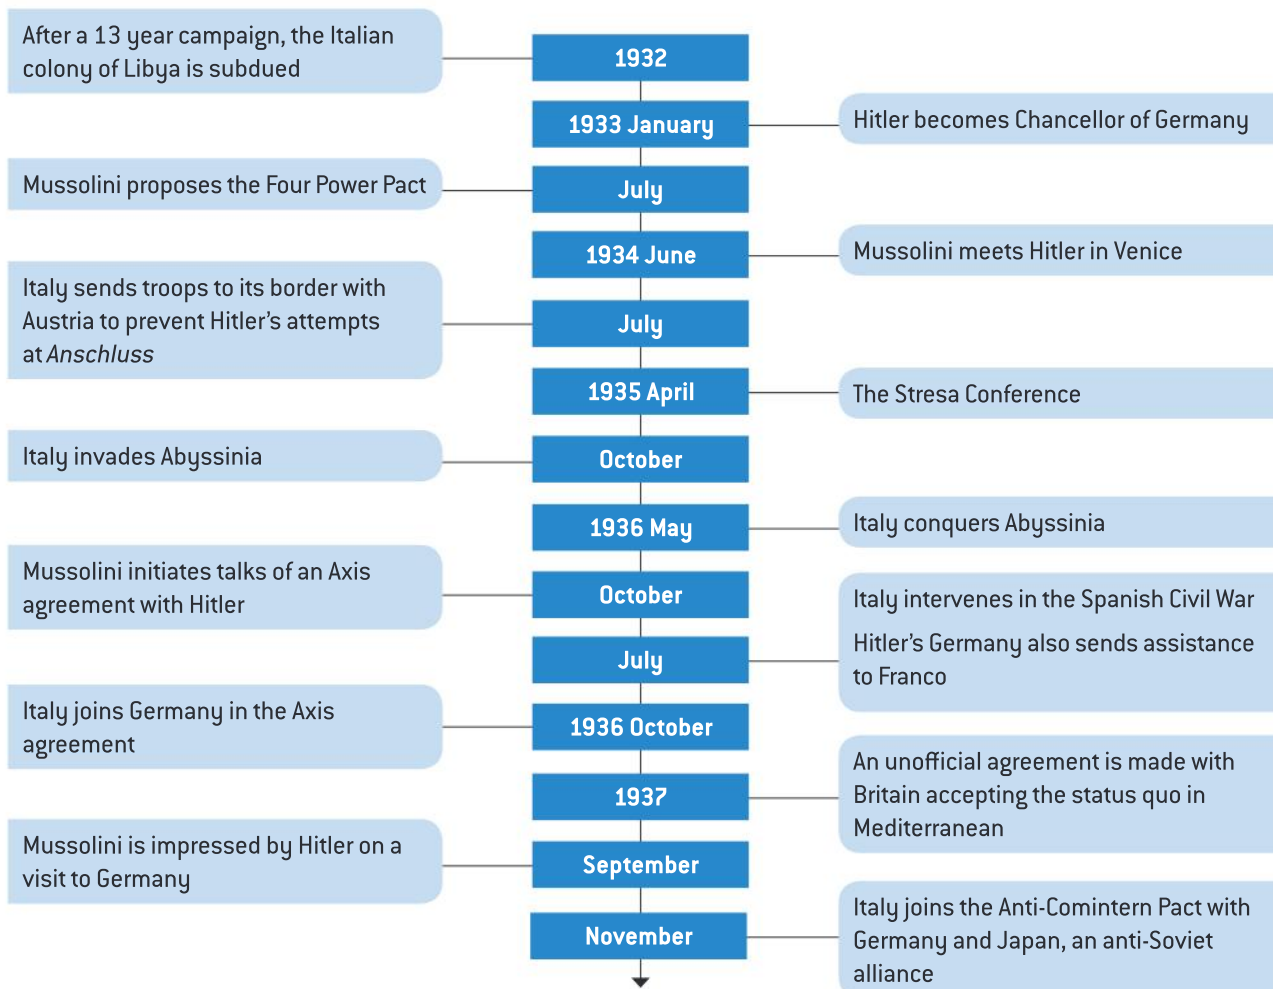 After a 13 year campaign, the Italian
colony of Libya is subdued
1932
1933 January
Hitler becomes Chancellor of Germany
Mussolini proposes the Four Power Pact
July
1934 June
Mussolini meets Hitler in Venice
Italy sends troops to its border with
Austria to prevent Hitler’s attempts
at Anschluss
July
1935 April
The Stresa Conference
Italy invades Abyssinia
October
1936 May
Italy conquers Abyssinia
Mussolini initiates talks of an Axis
agreement with Hitler
October
July
Italy intervenes in the Spanish Civil War
Hitler’s Germany also sends assistance
to Franco
Italy joins Germany in the Axis
agreement
1936 October
1937
An unofficial agreement is made with
Britain accepting the status quo in
Mediterranean
Mussolini is impressed by Hitler on a
visit to Germany
September
November
Italy joins the Anti-Comintern Pact with
Germany and Japan, an anti-Soviet
alliance